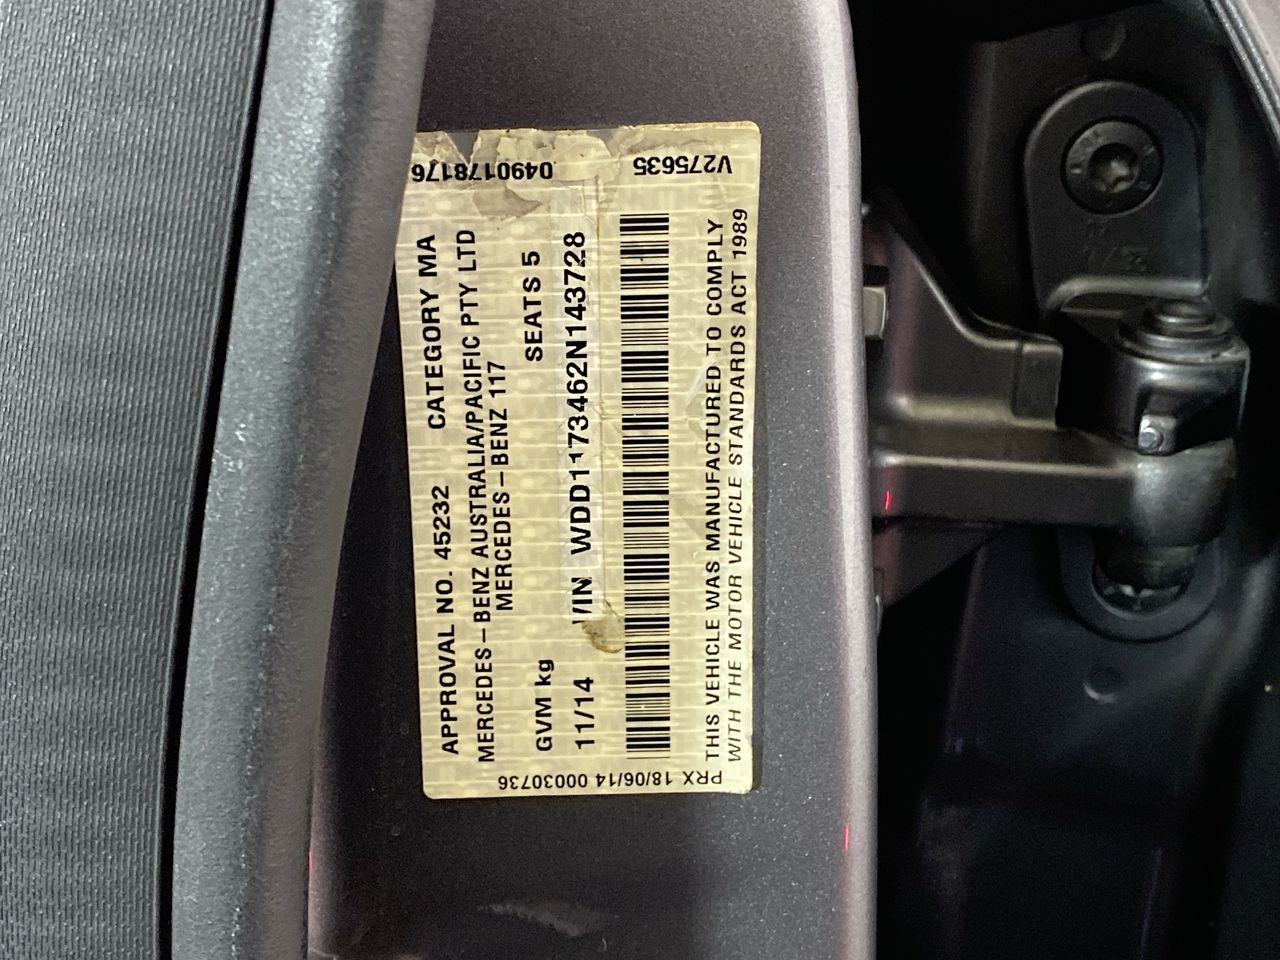 0490178176 V275635
APPROVAL NO. 45232 CATEGORY MA
MERCEDES-BENZ AUSTRALIA/PACIFIC PTY LTD
MERCEDES-BENZ 117
GVM kg SEATS 5
11/14 VIN WDD1173462N143728
THIS VEHICLE WAS MANUFACTURED TO COMPLY
WITH THE MOTOR VEHICLE STANDARDS ACT 1989
PRX 18/06/14 00030736